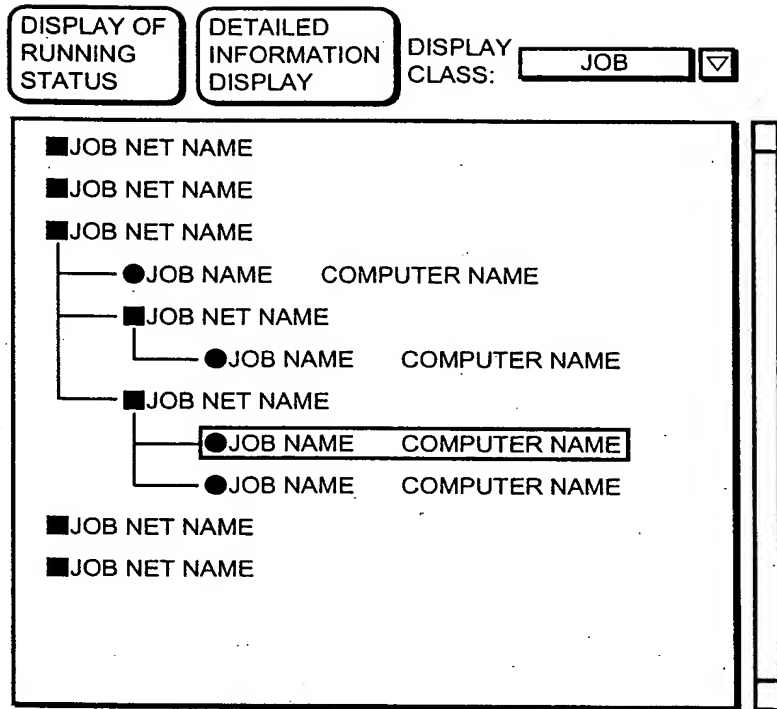 DISPLAY OF
RUNNING
STATUS
DETAILED
INFORMATION
DISPLAY
DISPLAY
CLASS:
JOB
JOB NET NAME
JOB NET NAME
JOB NET NAME
JOB NAME COMPUTER NAME
JOB NET NAME
JOB NAME COMPUTER NAME
JOB NET NAME
JOB NAME COMPUTER NAME
JOB NAME COMPUTER NAME
JOB NET NAME
JOB NET NAME